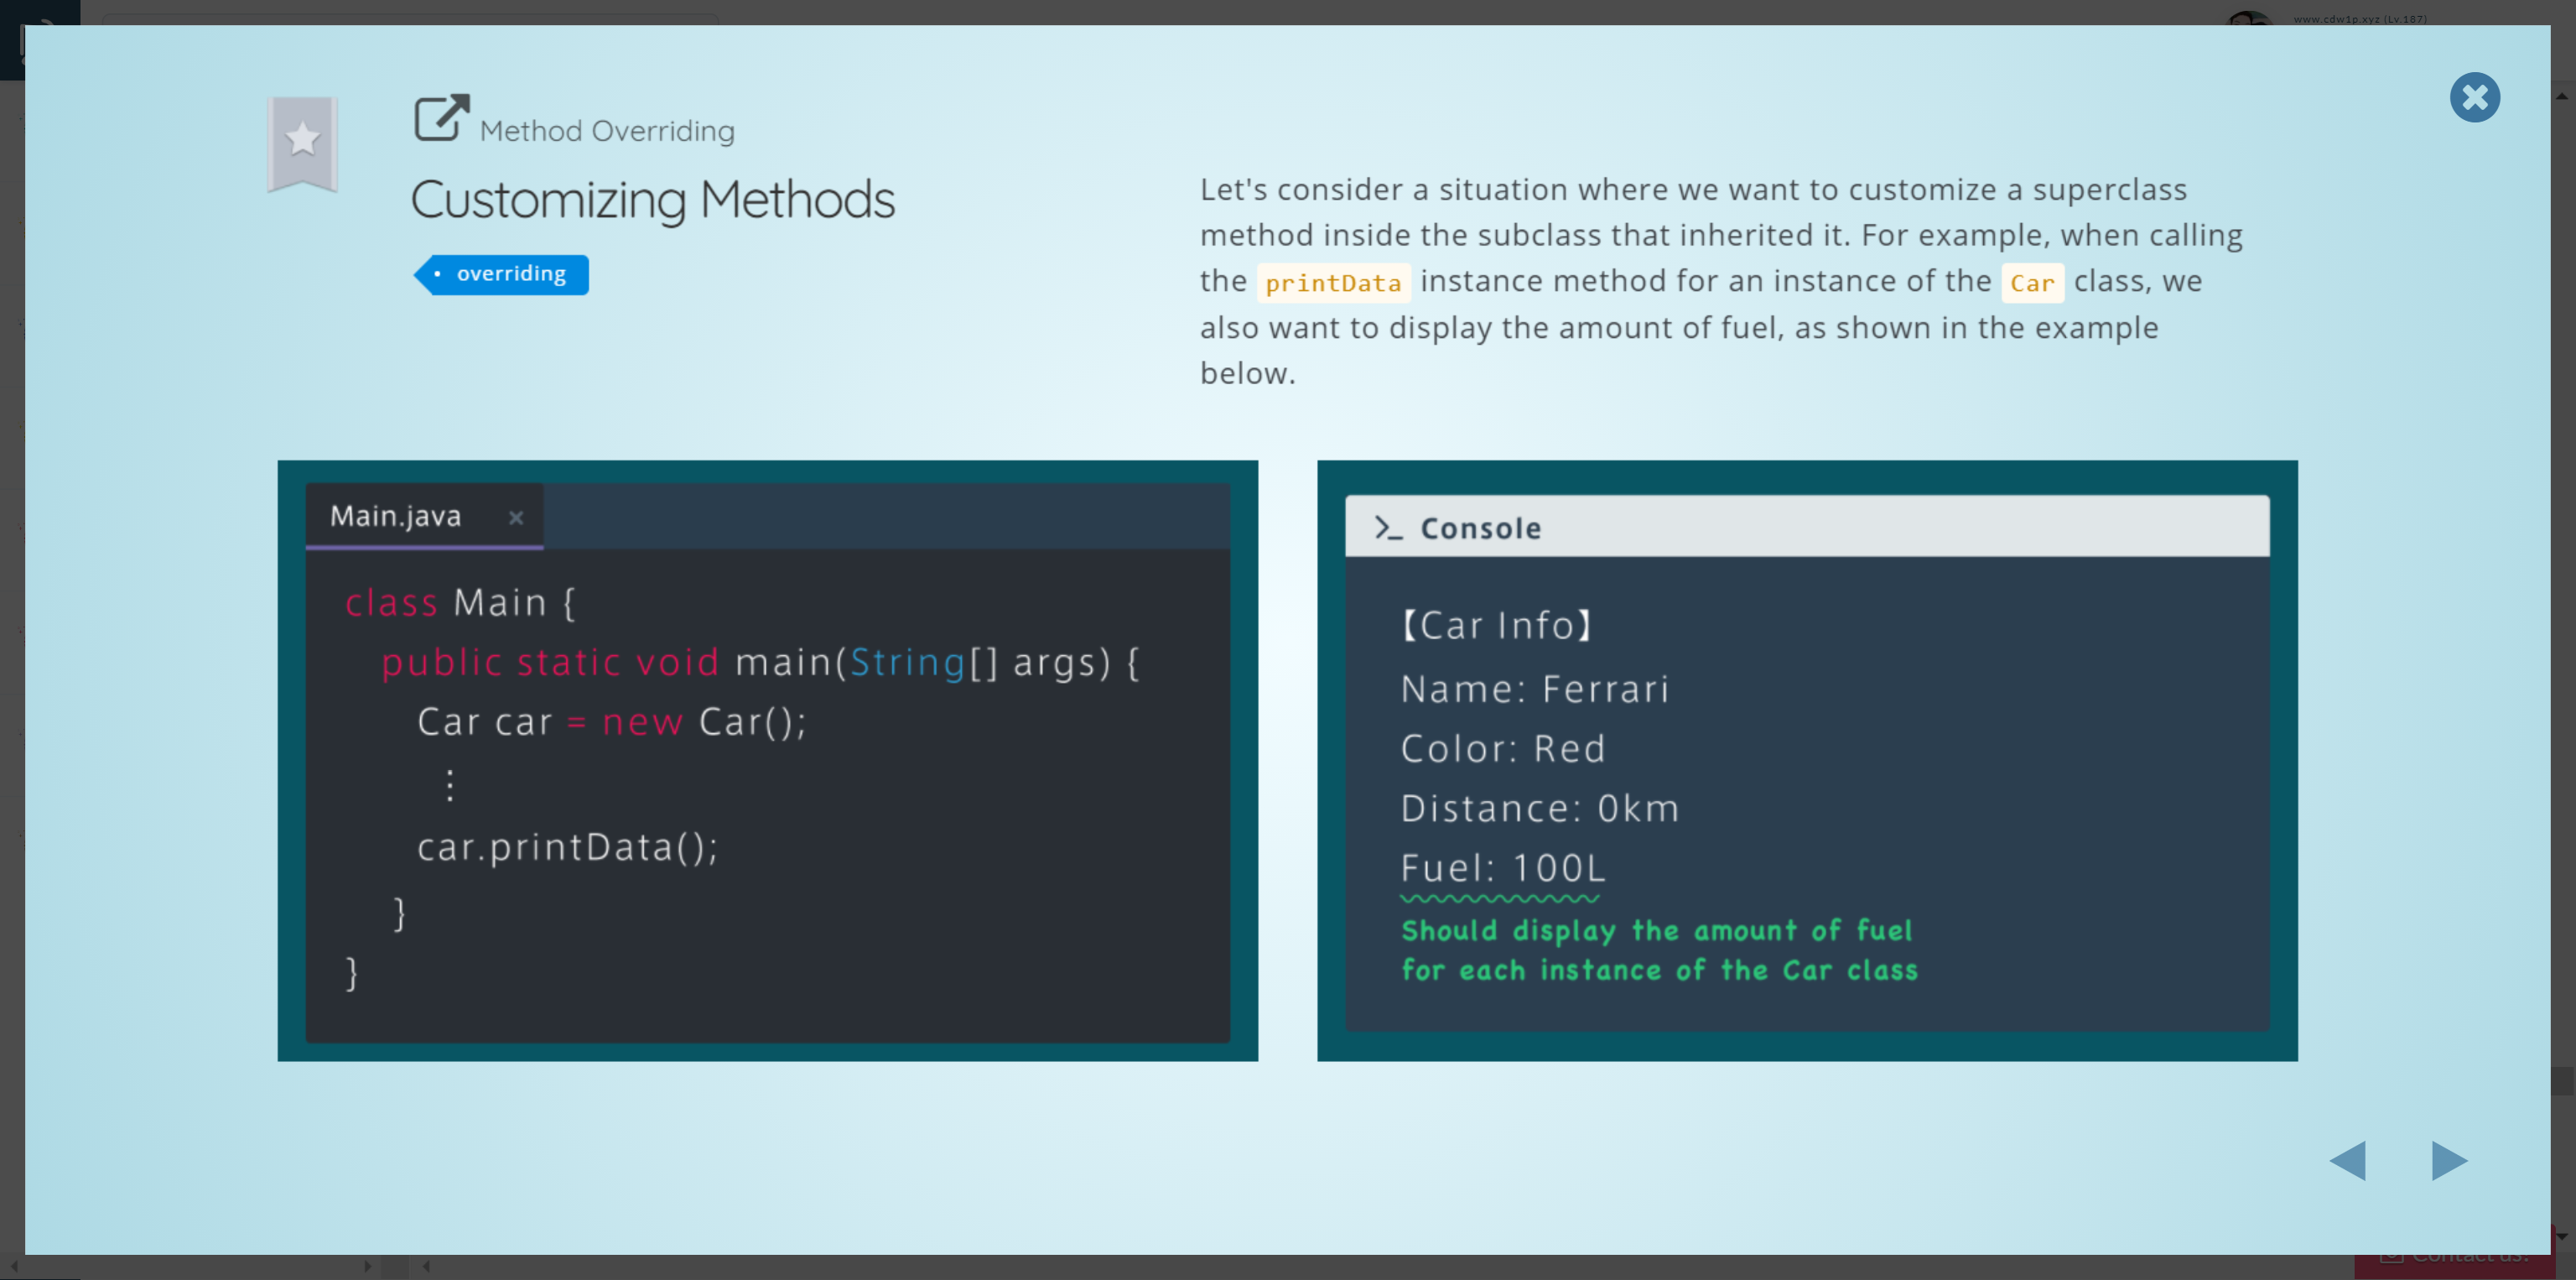 www.cdw1p.xyz (Lv.187)
Method Overriding
Customizing Methods
• overriding
Let's consider a situation where we want to customize a superclass
method inside the subclass that inherited it. For example, when calling
the printData instance method for an instance of the Car class, we
also want to display the amount of fuel, as shown in the example
below.
Main.java ×
class Main {
public static void main(String[] args) {
Car car = new Car();
⋮
car.printData();
}
}
>_ Console
【Car Info】
Name: Ferrari
Color: Red
Distance: 0km
Fuel: 100L
Should display the amount of fuel
for each instance of the Car class
Contact us!